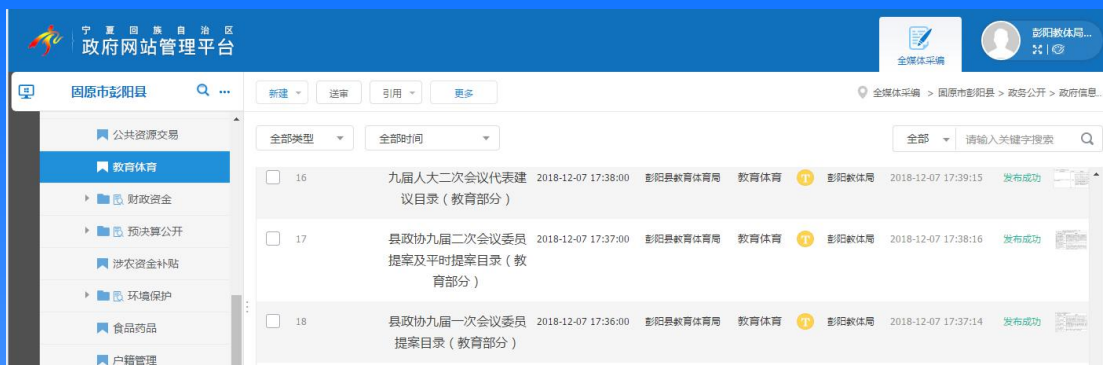 宁夏回族自治区
政府网站管理平台
全媒体采编
彭阳教体局...
固原市彭阳县
新建
送审
引用
更多
全媒体采编 > 固原市彭阳县 > 政务公开 > 政府信息...
公共资源交易
教育体育
财政资金
预决算公开
涉农资金补贴
环境保护
食品药品
户籍管理
全部类型
全部时间
全部
请输入关键字搜索
16 九届人大二次会议代表建 2018-12-07 17:38:00 彭阳县教育体育局 教育体育 T 彭阳教体局 2018-12-07 17:39:15 发布成功
议目录（教育部分）
17 县政协九届二次会议委员 2018-12-07 17:37:00 彭阳县教育体育局 教育体育 T 彭阳教体局 2018-12-07 17:38:16 发布成功
提案及平时提案目录（教
育部分）
18 县政协九届一次会议委员 2018-12-07 17:36:00 彭阳县教育体育局 教育体育 T 彭阳教体局 2018-12-07 17:37:14 发布成功
提案目录（教育部分）